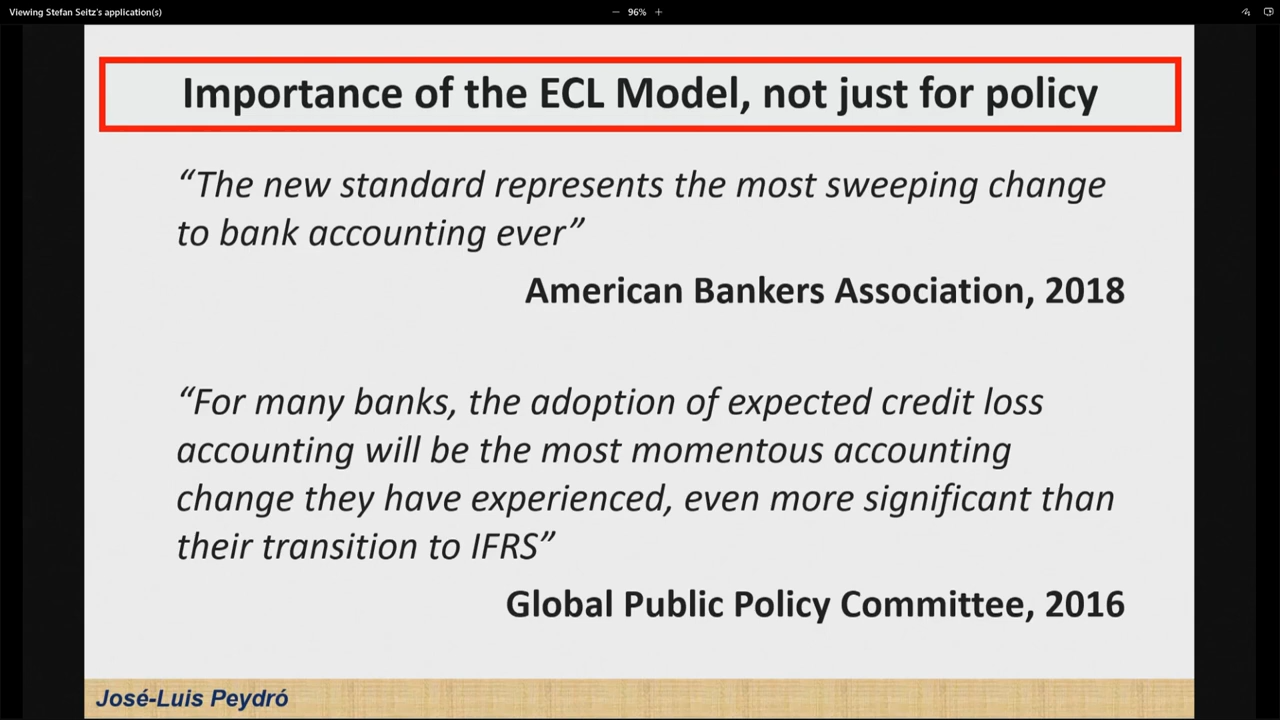 Viewing Stefan Seitz's application(s)
− 96% +
Importance of the ECL Model, not just for policy
“The new standard represents the most sweeping change
to bank accounting ever”
American Bankers Association, 2018
“For many banks, the adoption of expected credit loss
accounting will be the most momentous accounting
change they have experienced, even more significant than
their transition to IFRS”
Global Public Policy Committee, 2016
José-Luis Peydró